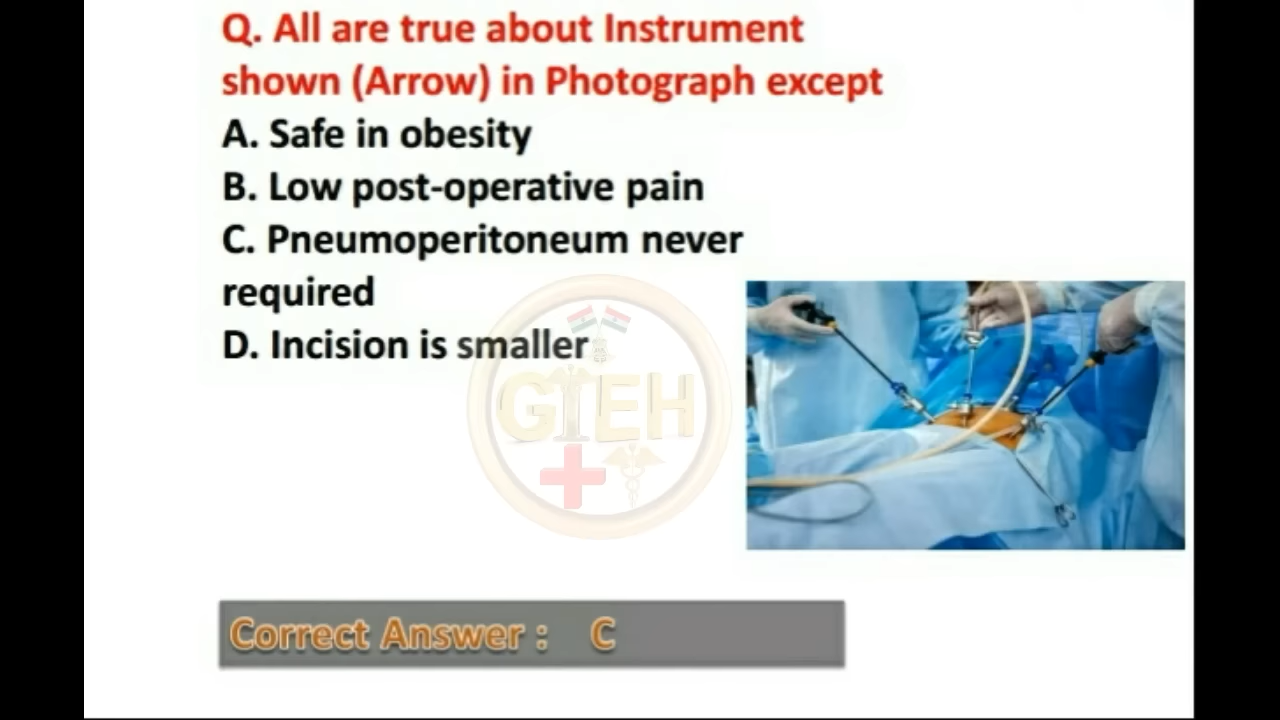 Q. All are true about Instrument
shown (Arrow) in Photograph except
A. Safe in obesity
B. Low post-operative pain
C. Pneumoperitoneum never
required
D. Incision is smaller
GTEH
Correct Answer : C